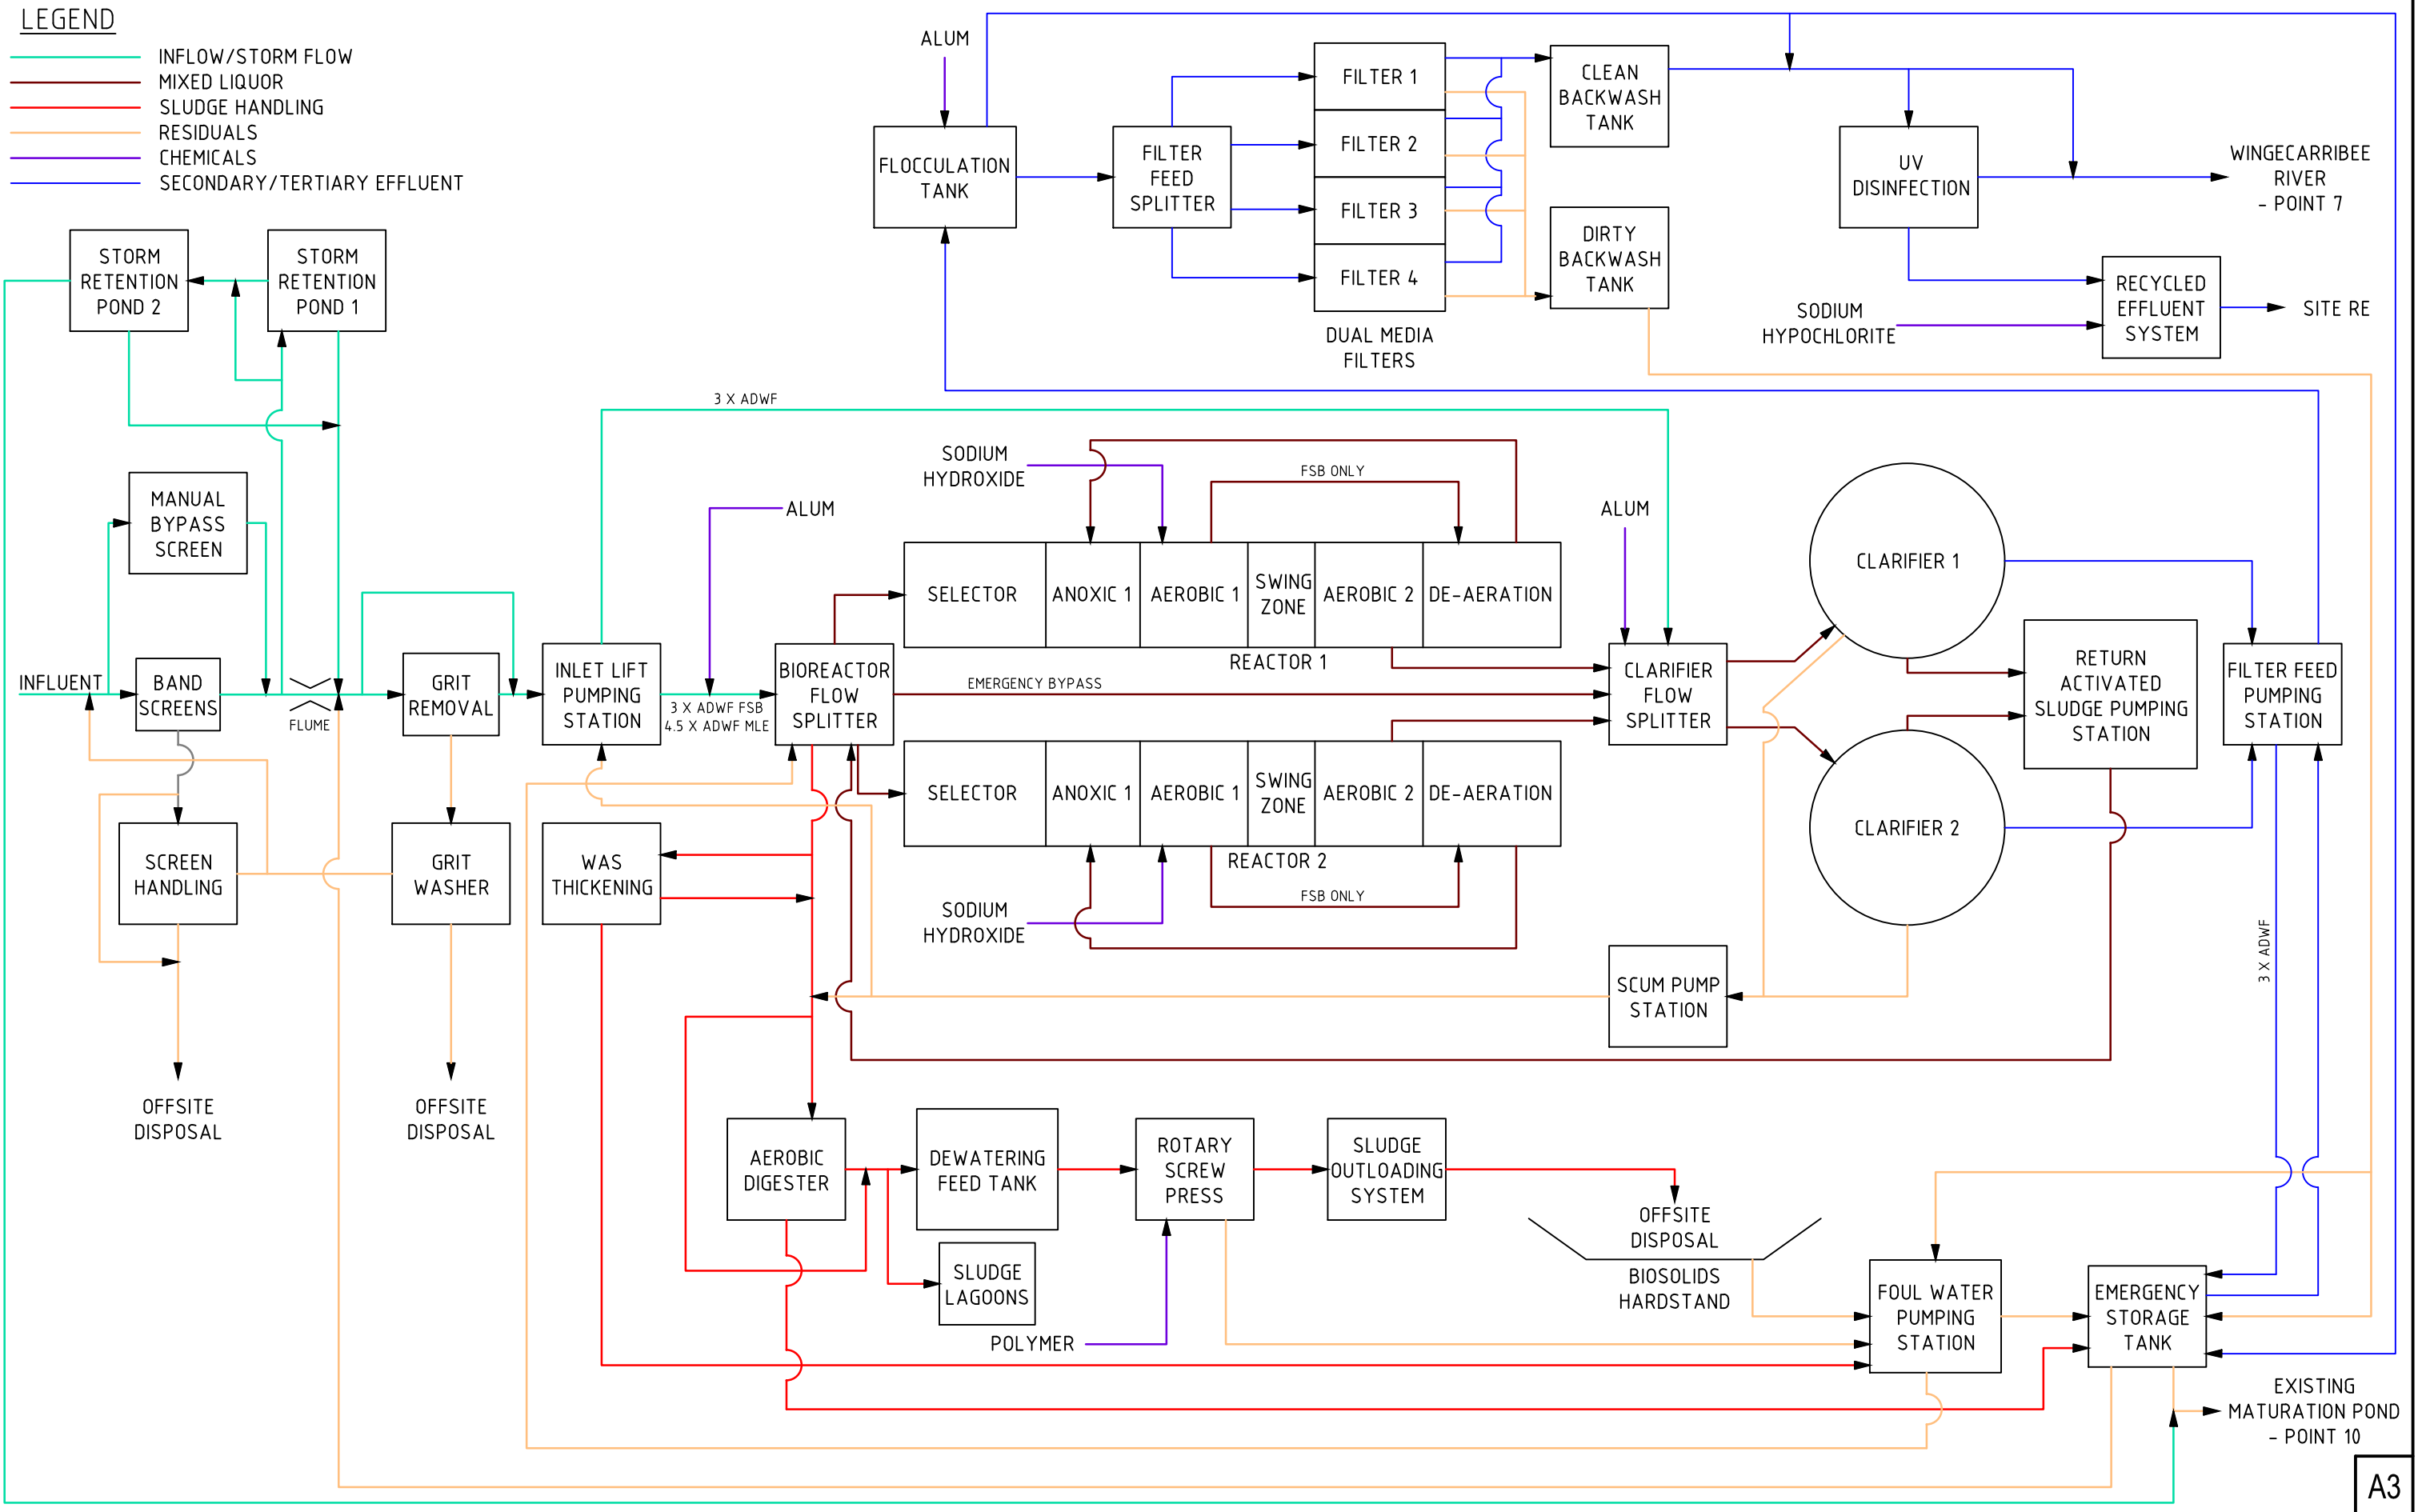 LEGEND
INFLOW/STORM FLOW
MIXED LIQUOR
SLUDGE HANDLING
RESIDUALS
CHEMICALS
SECONDARY/TERTIARY EFFLUENT
ALUM
FLOCCULATION
TANK
FILTER
FEED
SPLITTER
FILTER 1
FILTER 2
FILTER 3
FILTER 4
DUAL MEDIA
FILTERS
CLEAN
BACKWASH
TANK
DIRTY
BACKWASH
TANK
UV
DISINFECTION
WINGECARRIBEE
RIVER
- POINT 7
SODIUM
HYPOCHLORITE
RECYCLED
EFFLUENT
SYSTEM
SITE RE
STORM
RETENTION
POND 2
STORM
RETENTION
POND 1
MANUAL
BYPASS
SCREEN
INFLUENT
BAND
SCREENS
FLUME
GRIT
REMOVAL
INLET LIFT
PUMPING
STATION
3 X ADWF
ALUM
3 X ADWF FSB
4.5 X ADWF MLE
BIOREACTOR
FLOW
SPLITTER
SODIUM
HYDROXIDE
FSB ONLY
SELECTOR
ANOXIC 1
AEROBIC 1
SWING
ZONE
AEROBIC 2
DE-AERATION
REACTOR 1
EMERGENCY BYPASS
ALUM
CLARIFIER
FLOW
SPLITTER
CLARIFIER 1
RETURN
ACTIVATED
SLUDGE PUMPING
STATION
FILTER FEED
PUMPING
STATION
SELECTOR
ANOXIC 1
AEROBIC 1
SWING
ZONE
AEROBIC 2
DE-AERATION
REACTOR 2
FSB ONLY
SODIUM
HYDROXIDE
CLARIFIER 2
SCREEN
HANDLING
GRIT
WASHER
WAS
THICKENING
SCUM PUMP
STATION
3 X ADWF
OFFSITE
DISPOSAL
OFFSITE
DISPOSAL
AEROBIC
DIGESTER
DEWATERING
FEED TANK
SLUDGE
LAGOONS
ROTARY
SCREW
PRESS
POLYMER
SLUDGE
OUTLOADING
SYSTEM
OFFSITE
DISPOSAL
BIOSOLIDS
HARDSTAND
FOUL WATER
PUMPING
STATION
EMERGENCY
STORAGE
TANK
EXISTING
MATURATION POND
- POINT 10
A3